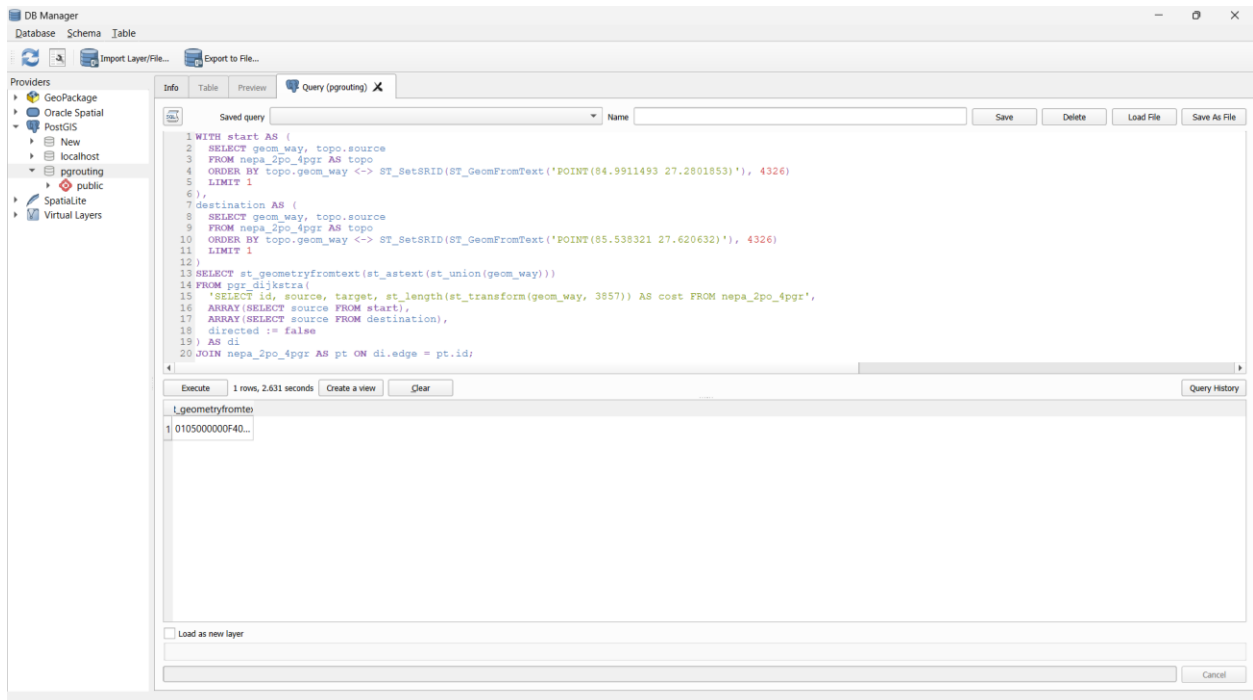 DB Manager
Database Schema Table
Import Layer/File... Export to File...
Providers
GeoPackage
Oracle Spatial
PostGIS
New
localhost
pgrouting
public
SpatiaLite
Virtual Layers
Info Table Preview Query (pgrouting)
Saved query Name Save Delete Load File Save As File
1 WITH start AS (
2 SELECT geom_way, topo.source
3 FROM nepa_2po_4pgr AS topo
4 ORDER BY topo.geom_way <-> ST_SetSRID(ST_GeomFromText('POINT(84.9911493 27.2801853)'), 4326)
5 LIMIT 1
6 ),
7 destination AS (
8 SELECT geom_way, topo.source
9 FROM nepa_2po_4pgr AS topo
10 ORDER BY topo.geom_way <-> ST_SetSRID(ST_GeomFromText('POINT(85.538321 27.620632)'), 4326)
11 LIMIT 1
12 )
13 SELECT st_geometryfromtext(st_astext(st_union(geom_way)))
14 FROM pgr_dijkstra(
15 'SELECT id, source, target, st_length(st_transform(geom_way, 3857)) AS cost FROM nepa_2po_4pgr',
16 ARRAY(SELECT source FROM start),
17 ARRAY(SELECT source FROM destination),
18 directed := false
19 ) AS di
20 JOIN nepa_2po_4pgr AS pt ON di.edge = pt.id;
Execute 1 rows, 2.631 seconds Create a view Clear Query History
t_geometryfromtex
1 0105000000F40...
Load as new layer
Cancel